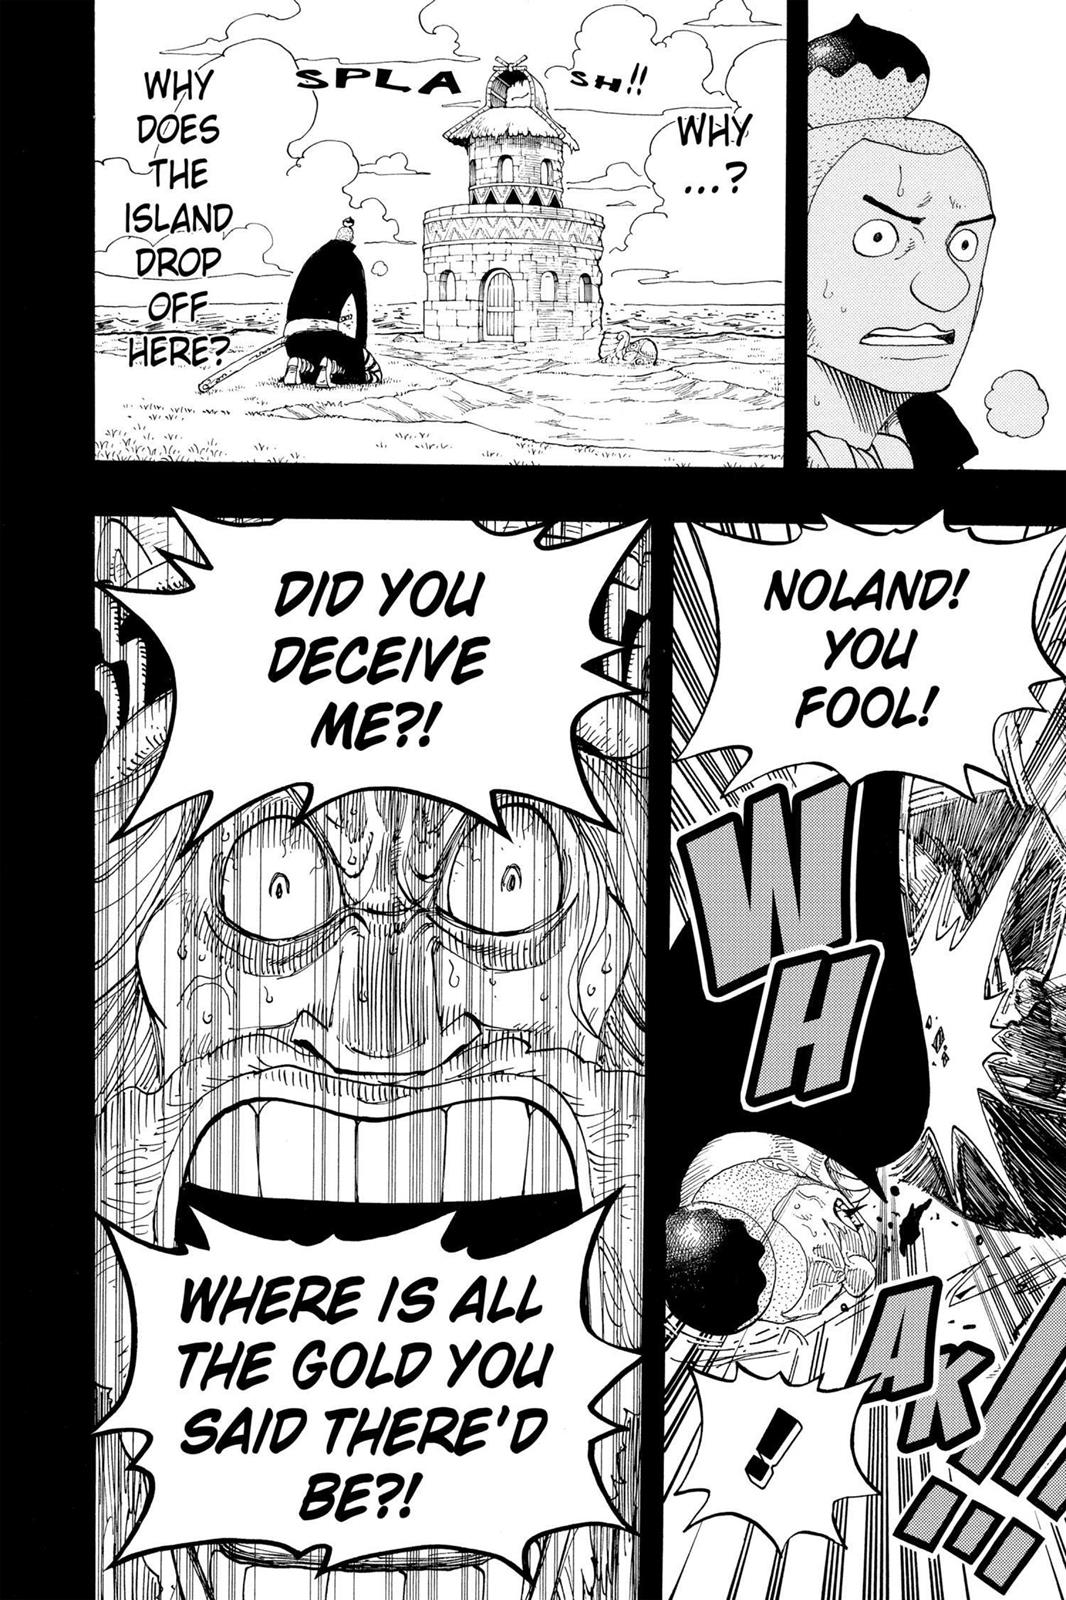 WHY
...?
SPLA
SH!!
WHY
DOES
THE
ISLAND
DROP
OFF
HERE?
NOLAND!
YOU
FOOL!
WH
AK!!!
!
DID YOU
DECEIVE
ME?!
WHERE IS ALL
THE GOLD YOU
SAID THERE'D
BE?!